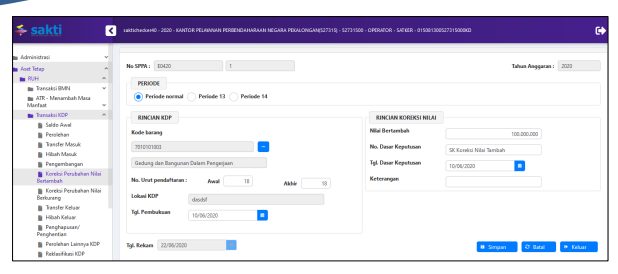 sakti
saktichecker40 - 2020 - KANTOR PELAYANAN PERBENDAHARAAN NEGARA PEKALONGAN(527315) - 52731500 - OPERATOR - SATKER - 015081300527315000KD
Administrasi
Aset Tetap
RUH
Transaksi BMN
ATR - Menambah Masa Manfaat
Transaksi KDP
Saldo Awal
Perolehan
Transfer Masuk
Hibah Masuk
Pengembangan
Koreksi Perubahan Nilai Bertambah
Koreksi Perubahan Nilai Berkurang
Transfer Keluar
Hibah Keluar
Penghapusan/ Penghentian
Perolehan Lainnya KDP
Reklasifikasi KDP
No SPPA : E0420 1 Tahun Anggaran : 2020
PERIODE
Periode normal Periode 13 Periode 14
RINCIAN KDP
Kode barang
7010101003
Gedung dan Bangunan Dalam Pengerjaan
No. Urut pendaftaran : Awal 18 Akhir 18
Lokasi KDP dasdsf
Tgl. Pembukuan 10/06/2020
RINCIAN KOREKSI NILAI
Nilai Bertambah 100.000.000
No. Dasar Keputusan SK Koreksi Nilai Tambah
Tgl. Dasar Keputusan 10/06/2020
Keterangan
Tgl. Rekam 22/06/2020
Simpan Batal Keluar